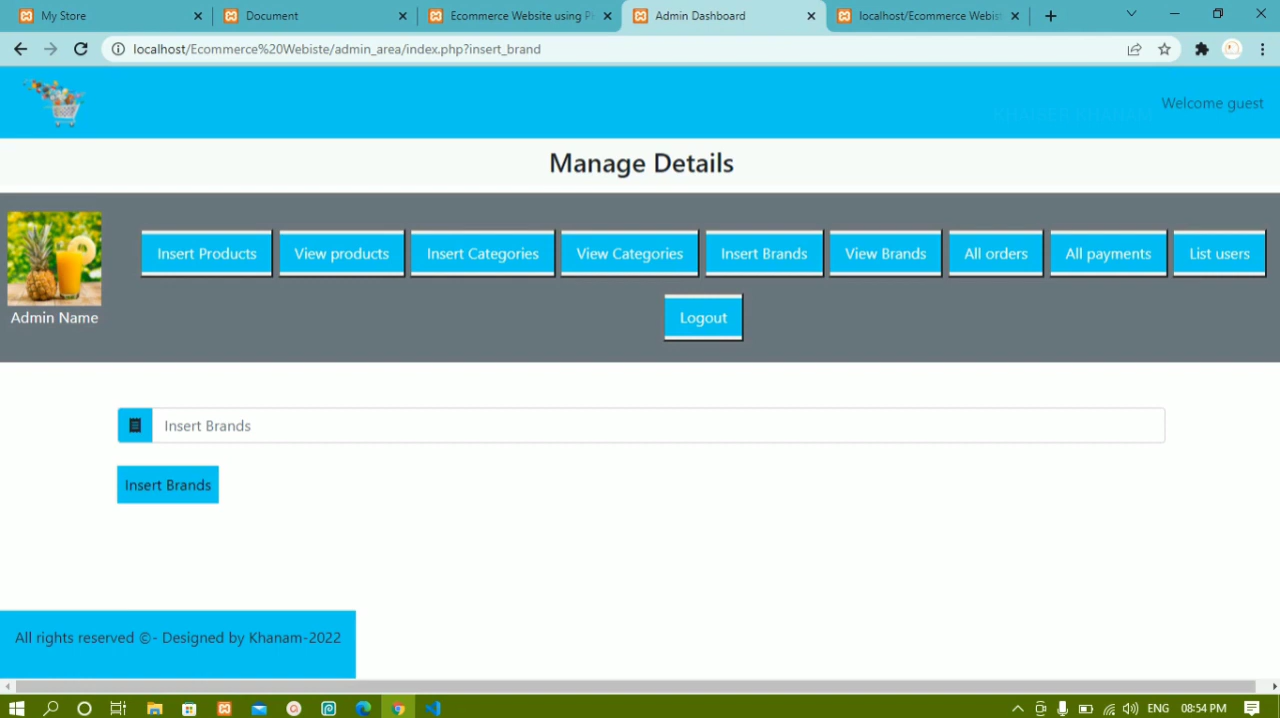 My Store
Document
Ecommerce Website using P
Admin Dashboard
localhost/Ecommerce Webist
localhost/Ecommerce%20Webiste/admin_area/index.php?insert_brand
KHAIBEA KHANAM
Welcome guest
Manage Details
Insert Products
View products
Insert Categories
View Categories
Insert Brands
View Brands
All orders
All payments
List users
Admin Name
Logout
Insert Brands
Insert Brands
All rights reserved ©- Designed by Khanam-2022
ENG
08:54 PM